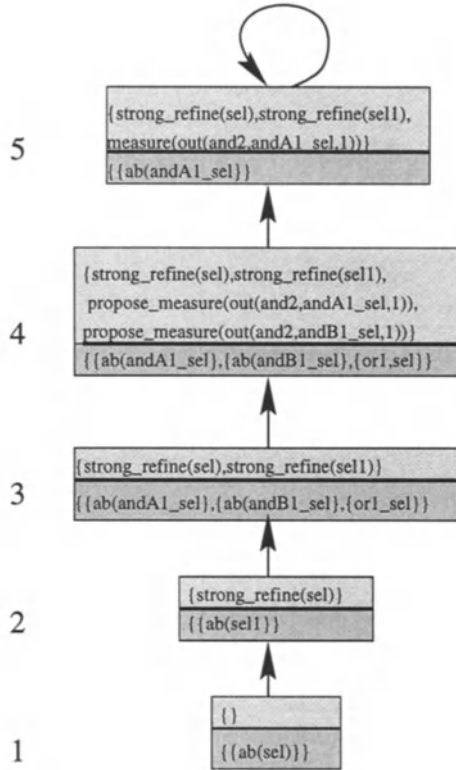 5
{strong_refine(sel),strong_refine(sel1),
measure(out(and2,andA1_sel,1))}
{{ab(andA1_sel}}
4
{strong_refine(sel),strong_refine(sel1),
propose_measure(out(and2,andA1_sel,1)),
propose_measure(out(and2,andB1_sel,1))}
{{ab(andA1_sel},{ab(andB1_sel},{or1,sel}}
3
{strong_refine(sel),strong_refine(sel1)}
{{ab(andA1_sel},{ab(andB1_sel},{or1_sel}}
2
{strong_refine(sel)}
{{ab(sel1}}
1
{}
{{ab(sel)}}